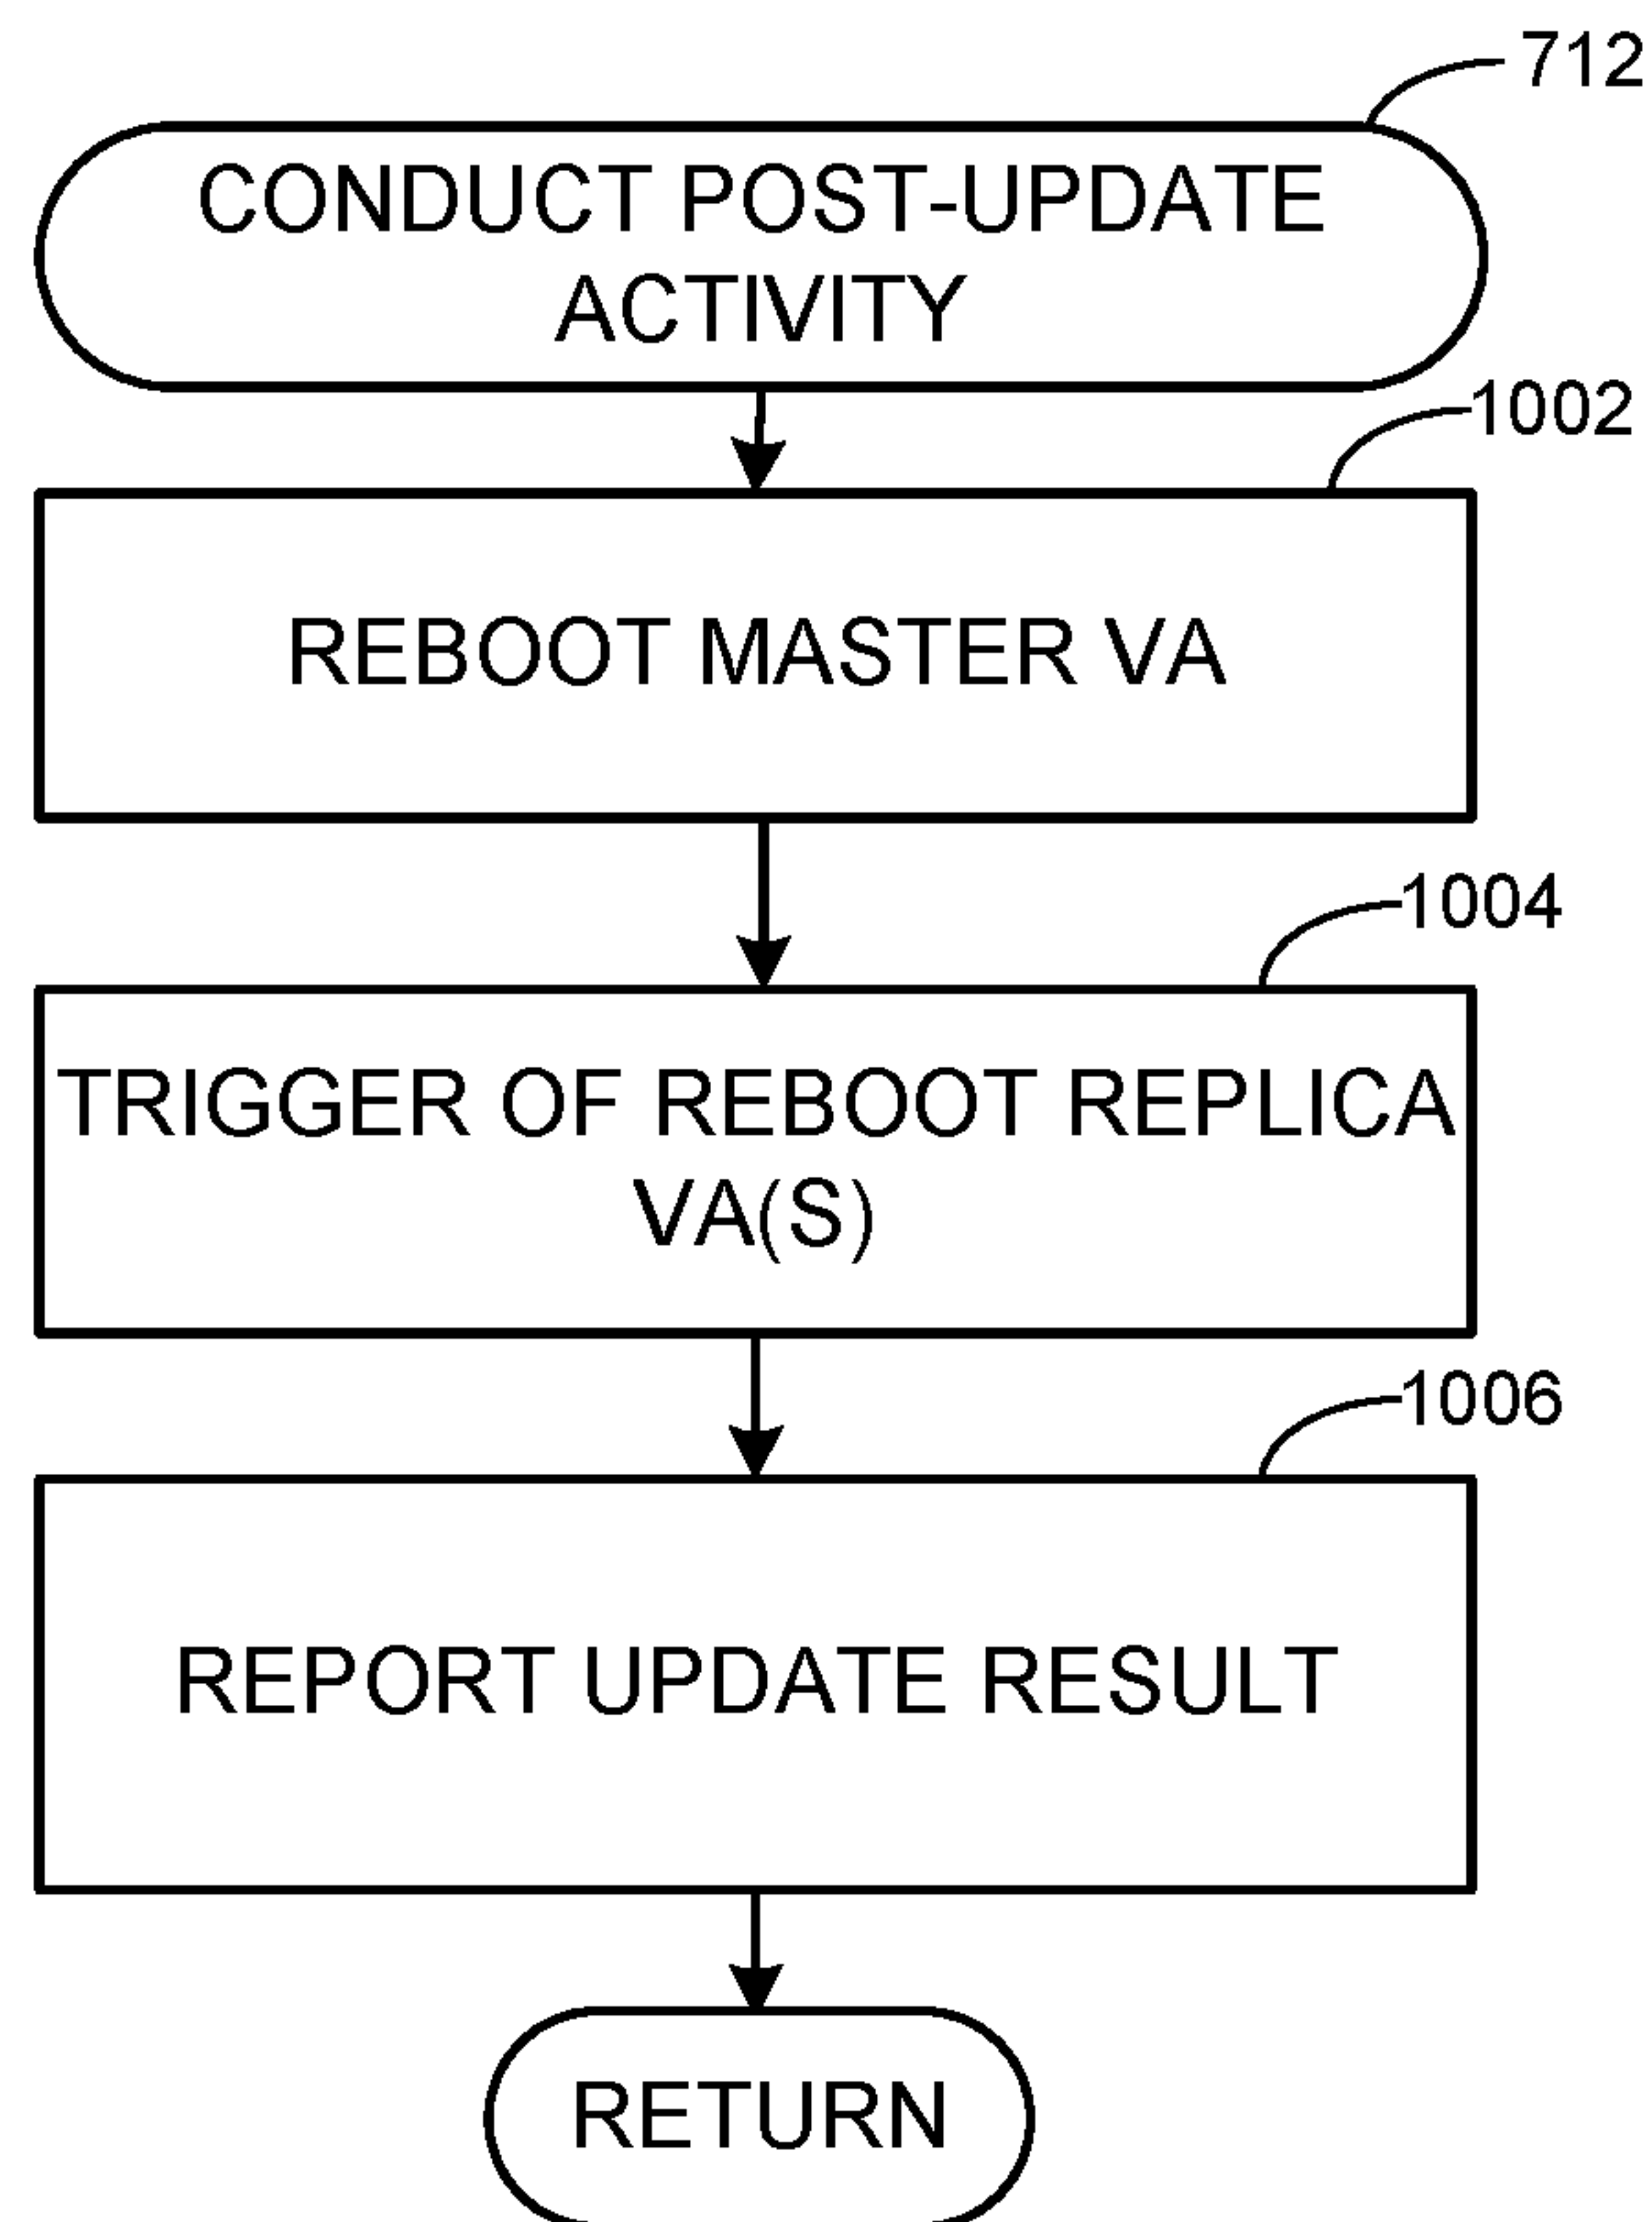 712
CONDUCT POST-UPDATE
ACTIVITY
1002
REBOOT MASTER VA
1004
TRIGGER OF REBOOT REPLICA
VA(S)
1006
REPORT UPDATE RESULT
RETURN